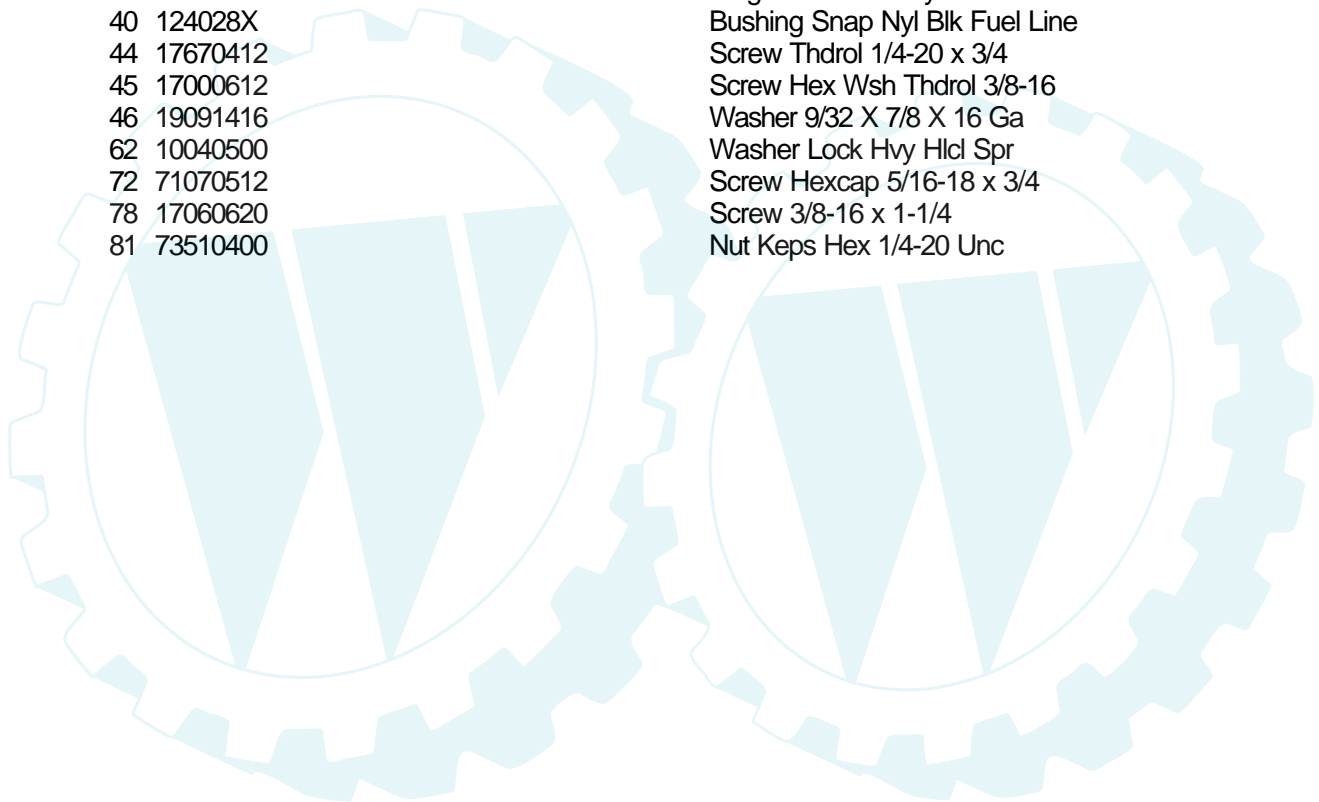 40 124028X Bushing Snap Nyl Blk Fuel Line
44 17670412 Screw Thdrol 1/4-20 x 3/4
45 17000612 Screw Hex Wsh Thdrol 3/8-16
46 19091416 Washer 9/32 X 7/8 X 16 Ga
62 10040500 Washer Lock Hvy Hlcl Spr
72 71070512 Screw Hexcap 5/16-18 x 3/4
78 17060620 Screw 3/8-16 x 1-1/4
81 73510400 Nut Keps Hex 1/4-20 Unc